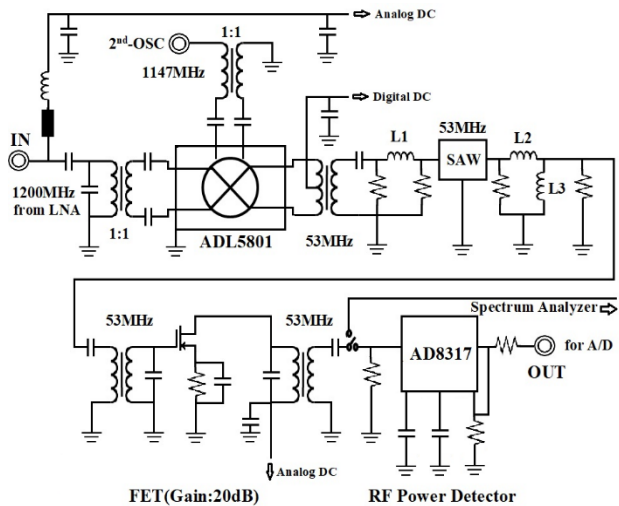 Analog DC
2nd-OSC
1:1
1147MHz
Digital DC
IN
L1
53MHz
L2
SAW
L3
1200MHz
from LNA
1:1
ADL5801
53MHz
Spectrum Analyzer
53MHz
53MHz
AD8317
for A/D
OUT
Analog DC
FET(Gain:20dB)
RF Power Detector